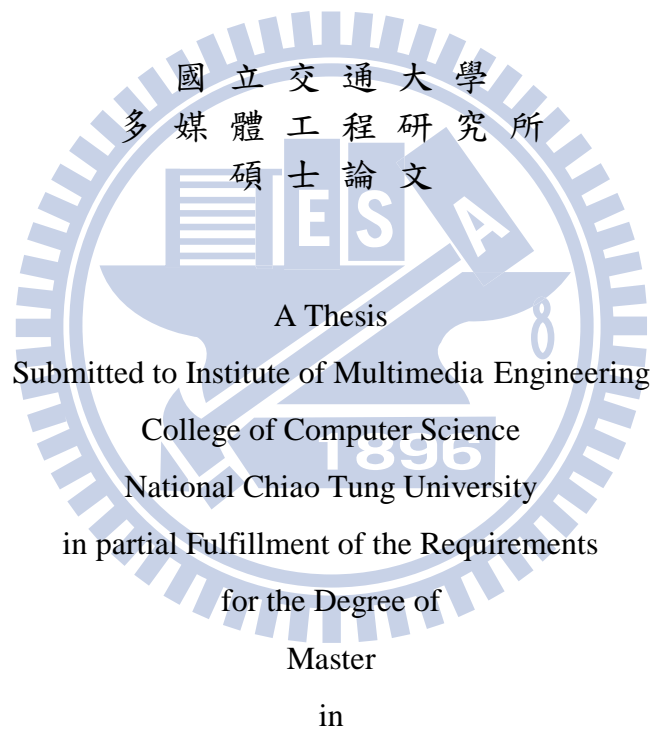 國 立 交 通 大 學
多 媒 體 工 程 研 究 所
碩 士 論 文
E S A
A Thesis
8
Submitted to Institute of Multimedia Engineering
College of Computer Science
1896
National Chiao Tung University
in partial Fulfillment of the Requirements
for the Degree of
Master
in